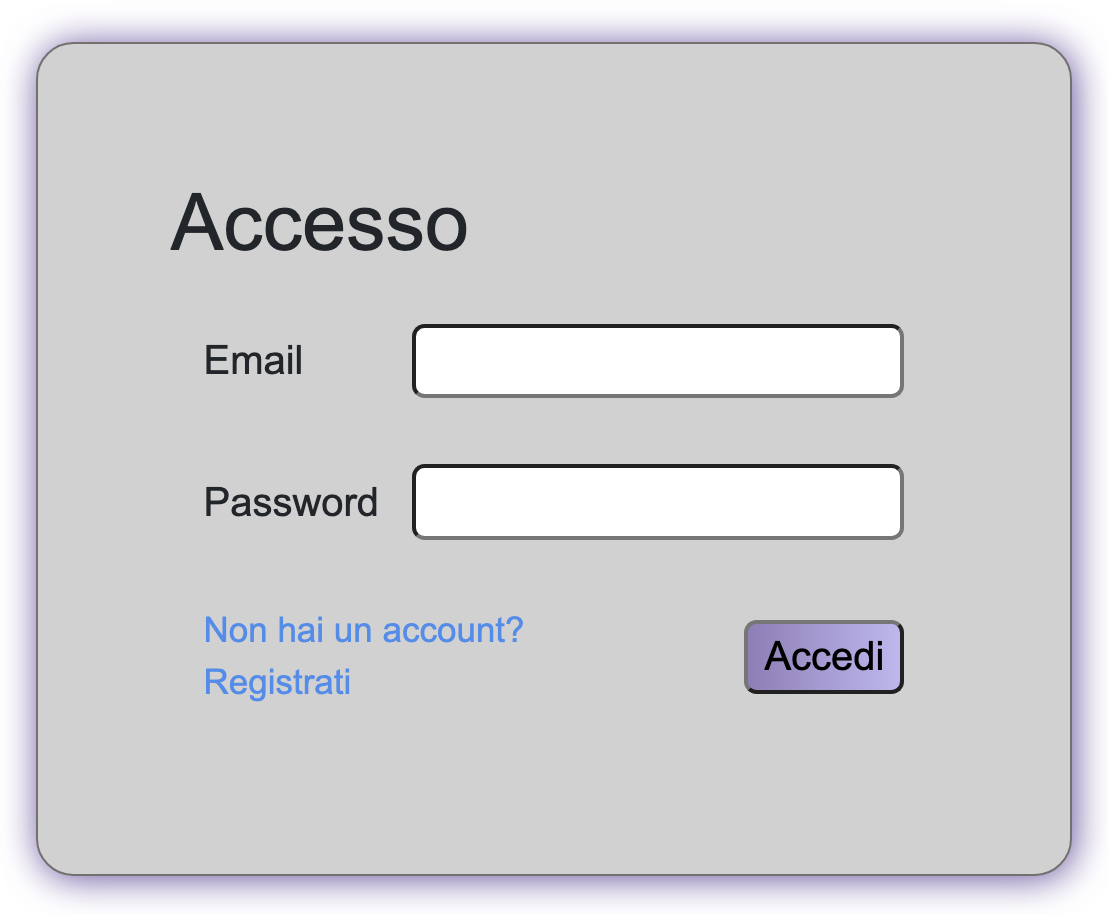 Accesso
Email
Password
Non hai un account?
Registrati
Accedi